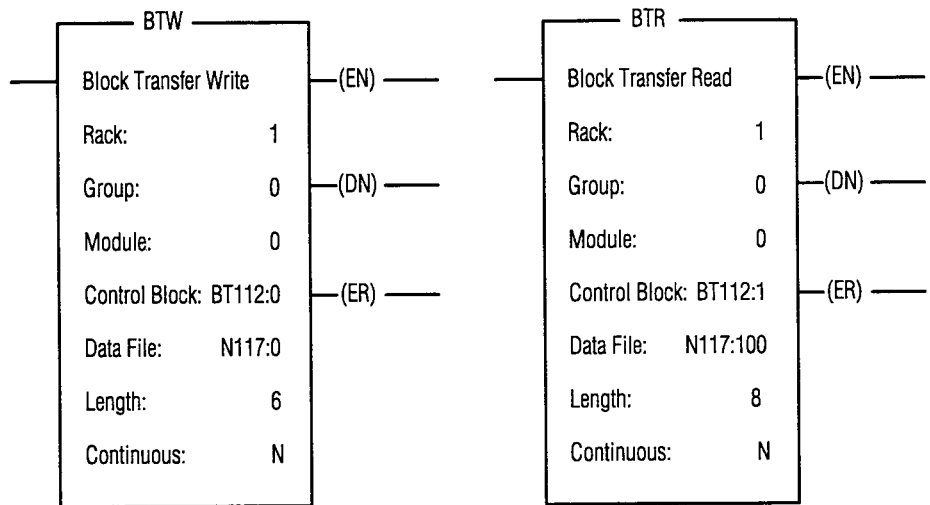 BTW
Block Transfer Write (EN)
Rack: 1
Group: 0 (DN)
Module: 0
Control Block: BT112:0 (ER)
Data File: N117:0
Length: 6
Continuous: N
BTR
Block Transfer Read (EN)
Rack: 1
Group: 0 (DN)
Module: 0
Control Block: BT112:1 (ER)
Data File: N117:100
Length: 8
Continuous: N